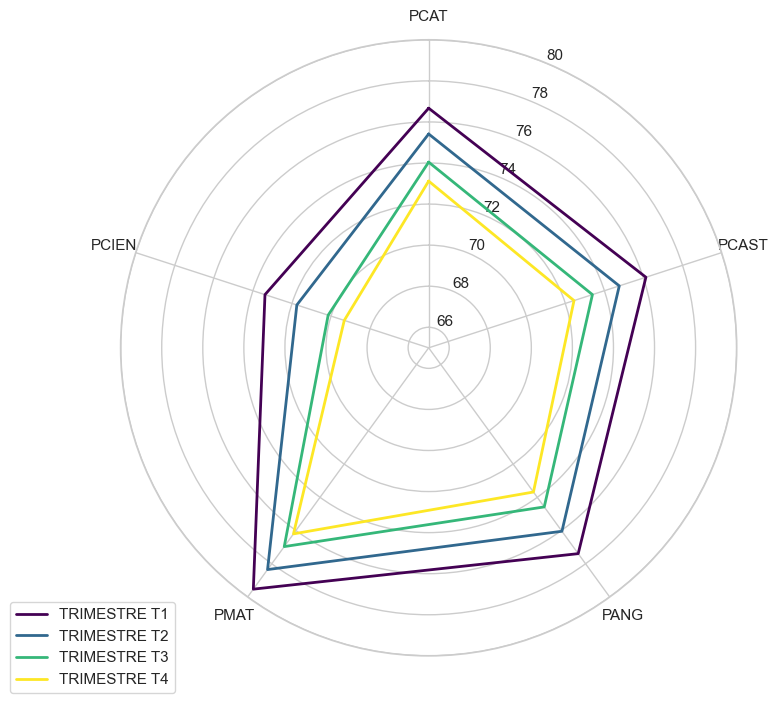 PCAT
80
78
76
74
72
70
68
66
PCIEN
PCAST
PMAT
PANG
TRIMESTRE T1
TRIMESTRE T2
TRIMESTRE T3
TRIMESTRE T4